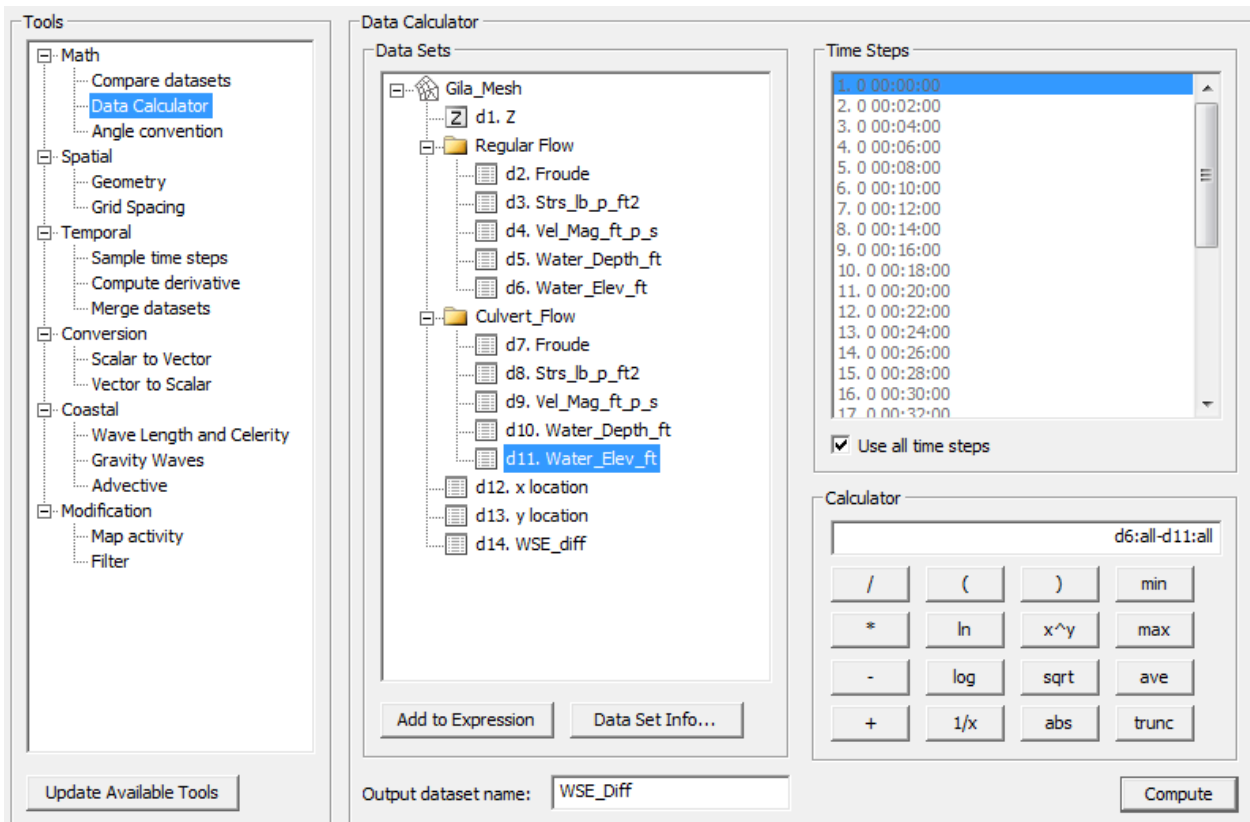 Tools
Math
Compare datasets
Data Calculator
Angle convention
Spatial
Geometry
Grid Spacing
Temporal
Sample time steps
Compute derivative
Merge datasets
Conversion
Scalar to Vector
Vector to Scalar
Coastal
Wave Length and Celerity
Gravity Waves
Advective
Modification
Map activity
Filter
Update Available Tools
Data Calculator
Data Sets
Gila_Mesh
Z d1. Z
Regular Flow
d2. Froude
d3. Strs_lb_p_ft2
d4. Vel_Mag_ft_p_s
d5. Water_Depth_ft
d6. Water_Elev_ft
Culvert_Flow
d7. Froude
d8. Strs_lb_p_ft2
d9. Vel_Mag_ft_p_s
d10. Water_Depth_ft
d11. Water_Elev_ft
d12. x location
d13. y location
d14. WSE_diff
Add to Expression Data Set Info...
Output dataset name: WSE_Diff
Time Steps
1. 0 00:00:00
2. 0 00:02:00
3. 0 00:04:00
4. 0 00:06:00
5. 0 00:08:00
6. 0 00:10:00
7. 0 00:12:00
8. 0 00:14:00
9. 0 00:16:00
10. 0 00:18:00
11. 0 00:20:00
12. 0 00:22:00
13. 0 00:24:00
14. 0 00:26:00
15. 0 00:28:00
16. 0 00:30:00
17. 0 00:32:00
Use all time steps
Calculator
d6:all-d11:all
/ ( ) min
* ln x^y max
- log sqrt ave
+ 1/x abs trunc
Compute